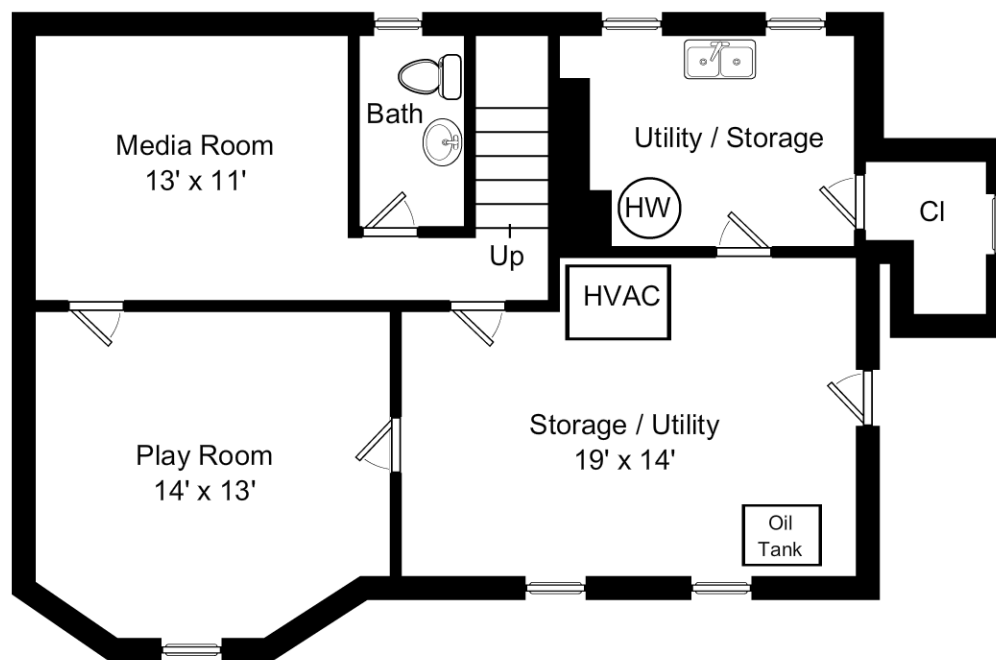 Media Room
13' x 11'
Bath
Up
Utility / Storage
HW
Cl
HVAC
Play Room
14' x 13'
Storage / Utility
19' x 14'
Oil
Tank